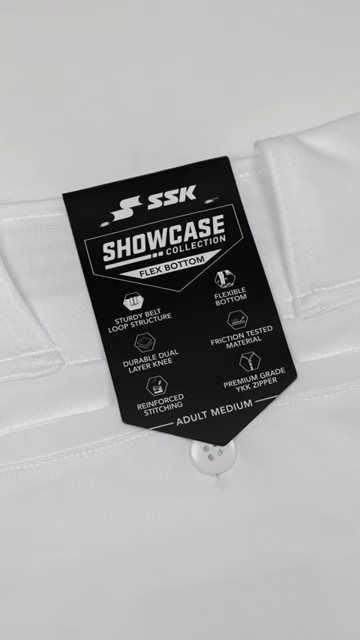 SSK
SHOWCASE
COLLECTION
FLEX BOTTOM
STURDY BELT
LOOP STRUCTURE
FLEXIBLE
BOTTOM
DURABLE DUAL
LAYER KNEE
FRICTION TESTED
MATERIAL
REINFORCED
STITCHING
PREMIUM GRADE
YKK ZIPPER
ADULT MEDIUM